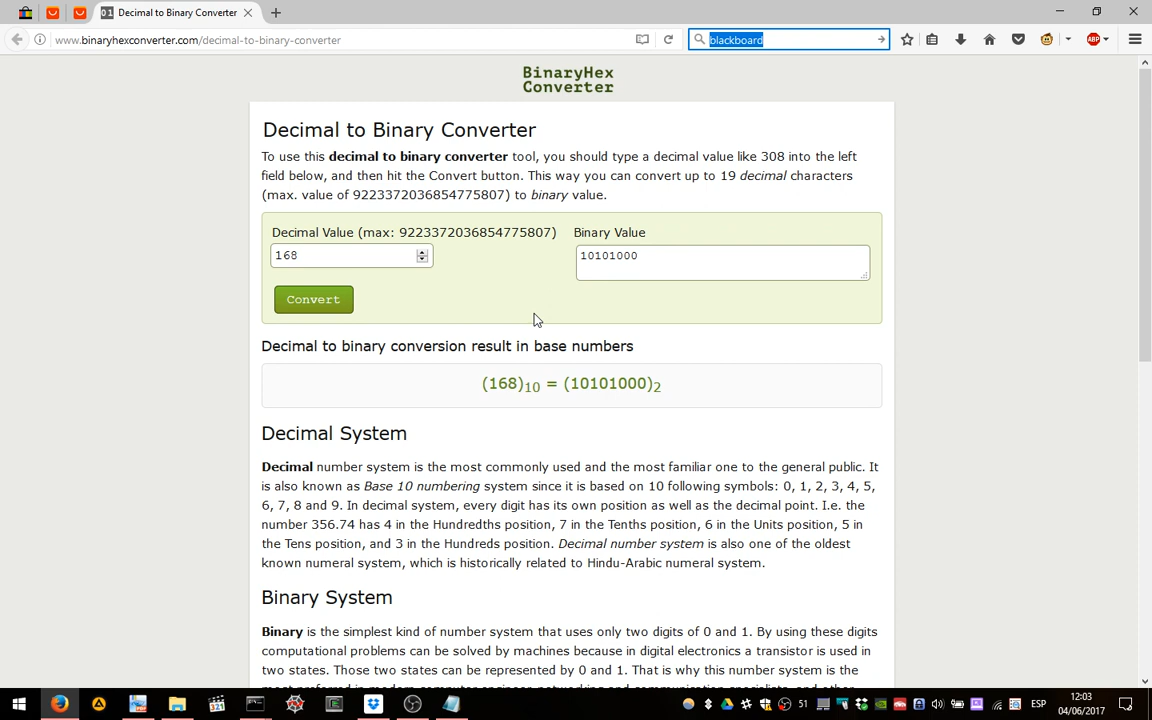 01 Decimal to Binary Converter
www.binaryhexconverter.com/decimal-to-binary-converter
blackboard
ABP
BinaryHex
Converter
Decimal to Binary Converter
To use this decimal to binary converter tool, you should type a decimal value like 308 into the left
field below, and then hit the Convert button. This way you can convert up to 19 decimal characters
(max. value of 9223372036854775807) to binary value.
Decimal Value (max: 9223372036854775807) Binary Value
168 10101000
Convert
Decimal to binary conversion result in base numbers
(168)10 = (10101000)2
Decimal System
Decimal number system is the most commonly used and the most familiar one to the general public. It
is also known as Base 10 numbering system since it is based on 10 following symbols: 0, 1, 2, 3, 4, 5,
6, 7, 8 and 9. In decimal system, every digit has its own position as well as the decimal point. I.e. the
number 356.74 has 4 in the Hundredths position, 7 in the Tenths position, 6 in the Units position, 5 in
the Tens position, and 3 in the Hundreds position. Decimal number system is also one of the oldest
known numeral system, which is historically related to Hindu-Arabic numeral system.
Binary System
Binary is the simplest kind of number system that uses only two digits of 0 and 1. By using these digits
computational problems can be solved by machines because in digital electronics a transistor is used in
two states. Those two states can be represented by 0 and 1. That is why this number system is the
321
51
ESP
12:03
04/06/2017